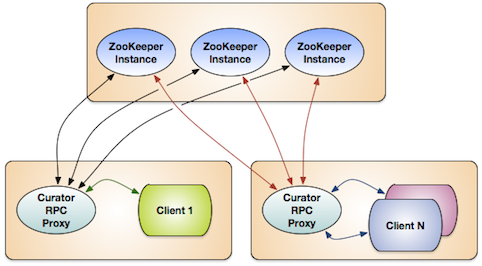 ZooKeeper
Instance
ZooKeeper
Instance
ZooKeeper
Instance
Curator
RPC
Proxy
Client 1
Curator
RPC
Proxy
Client N